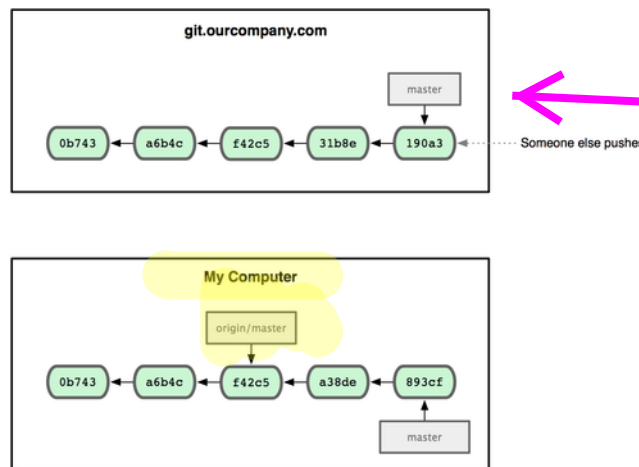 git.ourcompany.com
master
0b743 a6b4c f42c5 31b8e 190a3 Someone else pushes
My Computer
origin/master
0b743 a6b4c f42c5 a38de 893cf
master